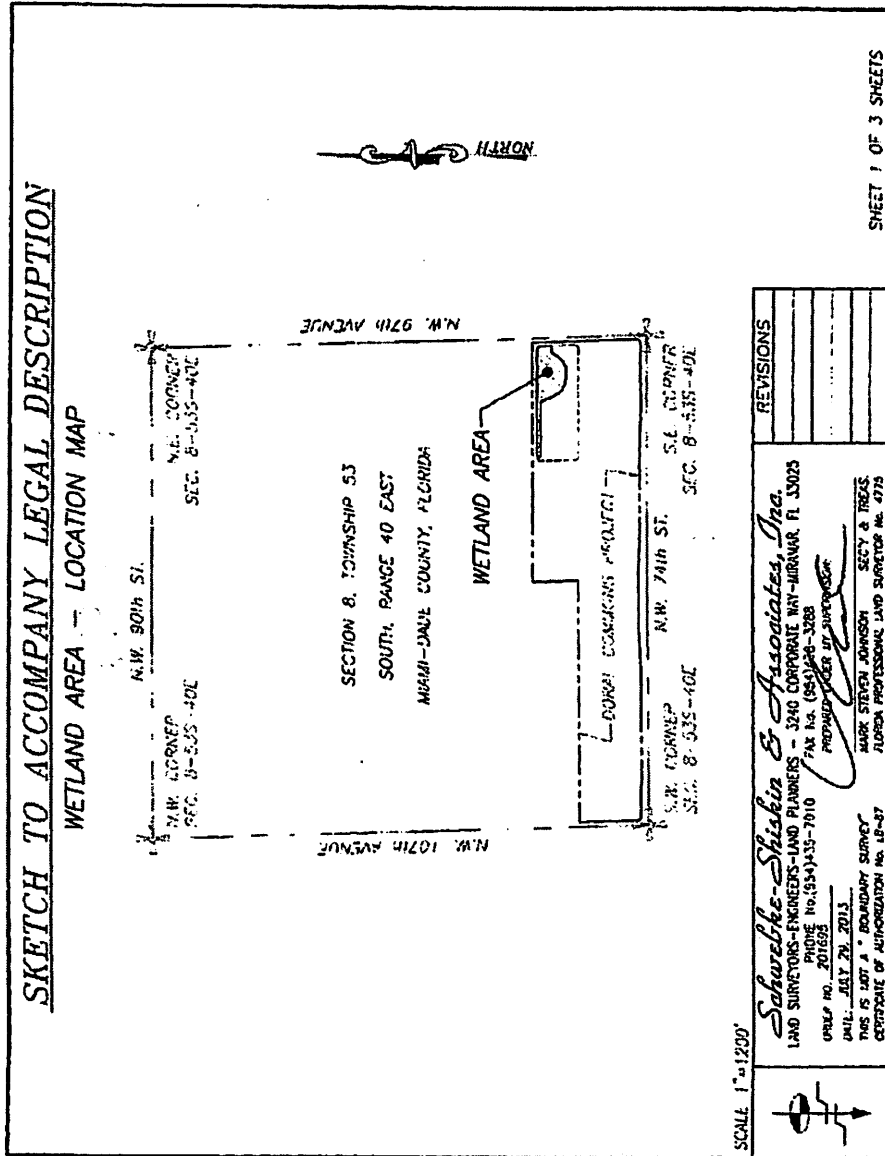 SKETCH TO ACCOMPANY LEGAL DESCRIPTION
WETLAND AREA - LOCATION MAP
NORTH
N.W. 90th ST.
N.W. CORNER
SEC. 8-53S-40E
N.E. CORNER
SEC. 8-53S-40E
N.W. 107th AVENUE
N.W. 97th AVENUE
SECTION 8, TOWNSHIP 53
SOUTH, RANGE 40 EAST
MIAMI-DADE COUNTY, FLORIDA
WETLAND AREA
DORAL COMMONS PROJECT
S.W. CORNER
SEC. 8-53S-40E
N.W. 74th ST.
S.E. CORNER
SEC. 8-53S-40E
SCALE 1"=1200'
Schwebke-Shiskin & Associates, Inc.
LAND SURVEYORS-ENGINEERS-LAND PLANNERS - 3240 CORPORATE WAY-MIRAMAR, FL 33025
PHONE No.(954)435-7010 FAX No. (954)438-3288
ORDER NO. 201695
PREPARED UNDER MY SUPERVISION:
DATE: JULY 29, 2013
THIS IS NOT A " BOUNDARY SURVEY"
MARK STEVEN JOHNSON SEC'Y & TREAS.
CERTIFICATE OF AUTHORIZATION No. LB-87
FLORIDA PROFESSIONAL LAND SURVEYOR No. 4775
REVISIONS
SHEET 1 OF 3 SHEETS